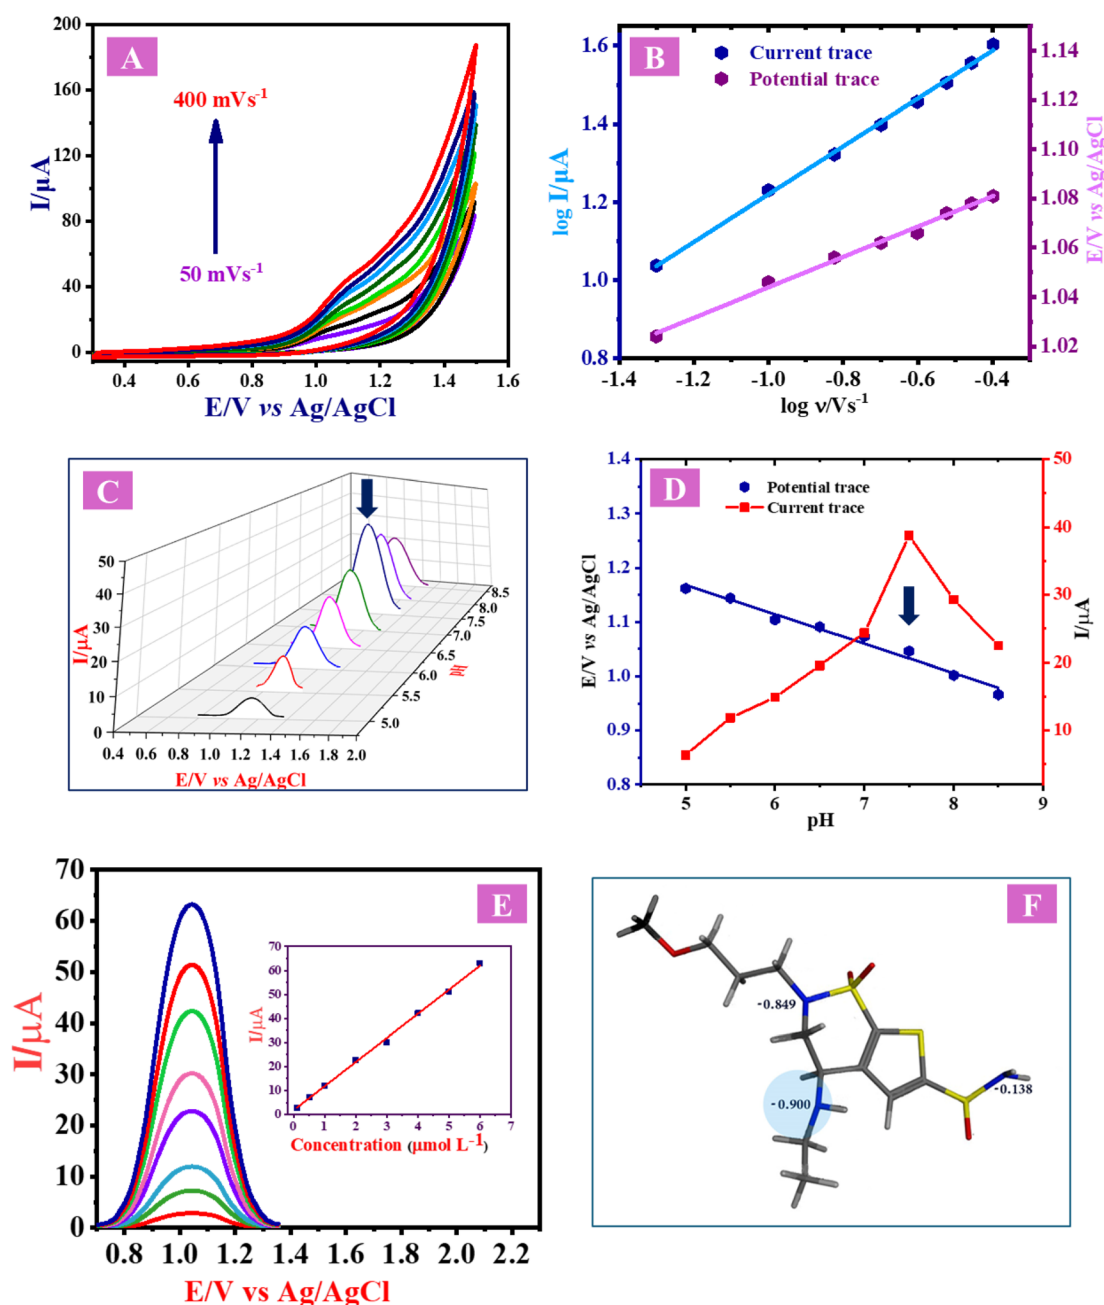 A
200
160
120
80
40
0
I/µA
400 mVs-1
50 mVs-1
0.4 0.6 0.8 1.0 1.2 1.4 1.6
E/V vs Ag/AgCl
B
Current trace
Potential trace
1.6
1.4
1.2
1.0
0.8
log I/µA
1.14
1.12
1.10
1.08
1.06
1.04
1.02
E/V vs Ag/AgCl
-1.4 -1.2 -1.0 -0.8 -0.6 -0.4
log ν/Vs-1
C
50
40
30
20
10
0
I/µA
0.4 0.6 0.8 1.0 1.2 1.4 1.6 1.8 2.0
E/V vs Ag/AgCl
5.0
5.5
6.0
6.5
7.0
7.5
8.0
8.5
pH
D
Potential trace
Current trace
1.4
1.3
1.2
1.1
1.0
0.9
0.8
E/V vs Ag/AgCl
50
40
30
20
10
I/µA
5 6 7 8 9
pH
E
70
60
50
40
30
20
10
0
I/µA
0.8 1.0 1.2 1.4 1.6 1.8 2.0 2.2
E/V vs Ag/AgCl
70
60
50
40
30
20
10
0
I/µA
0 1 2 3 4 5 6 7
Concentration (µmol L-1)
F
-0.849
-0.900
-0.138